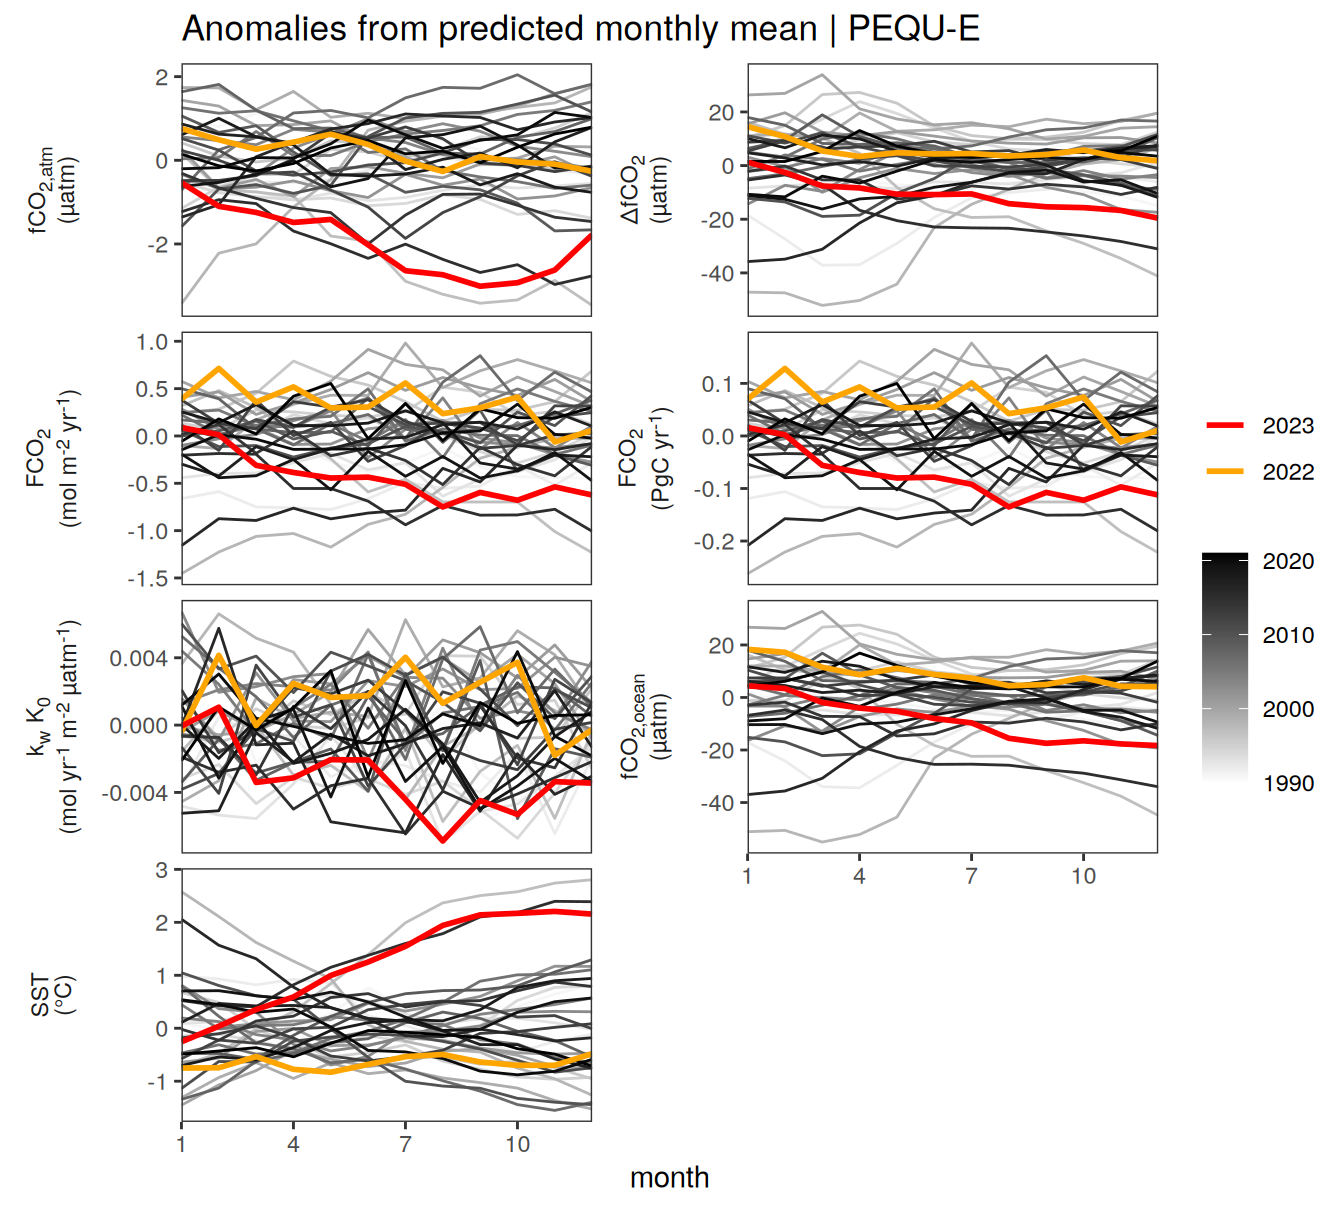 Anomalies from predicted monthly mean | PEQU-E
fCO2,atm
(µatm)
2
0
-2
ΔfCO2
(µatm)
20
0
-20
-40
FCO2
(mol m-2 yr-1)
1.0
0.5
0.0
-0.5
-1.0
-1.5
FCO2
(PgC yr-1)
0.1
0.0
-0.1
-0.2
kw K0
(mol yr-1 m-2 µatm-1)
0.004
0.000
-0.004
fCO2,ocean
(µatm)
20
0
-20
-40
1 4 7 10
SST
(°C)
3
2
1
0
-1
1 4 7 10
month
2023
2022
2020
2010
2000
1990